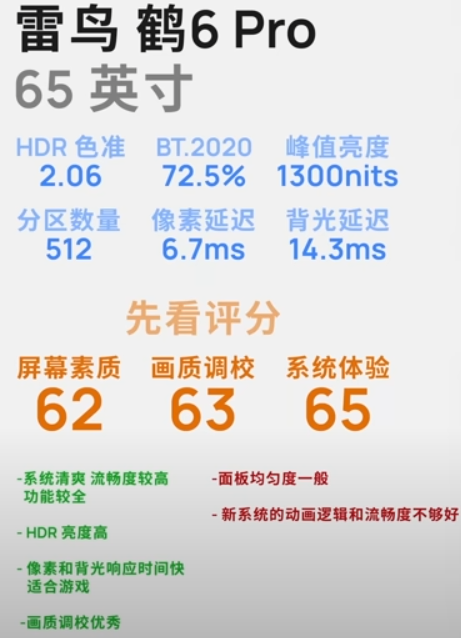 雷鸟 鹤6 Pro
65 英寸
HDR 色准 BT.2020 峰值亮度
2.06 72.5% 1300nits
分区数量 像素延迟 背光延迟
512 6.7ms 14.3ms
先看评分
屏幕素质 画质调校 系统体验
62 63 65
-系统清爽 流畅度较高
功能较全
- HDR 亮度高
- 像素和背光响应时间快
适合游戏
-画质调校优秀
-面板均匀度一般
- 新系统的动画逻辑和流畅度不够好